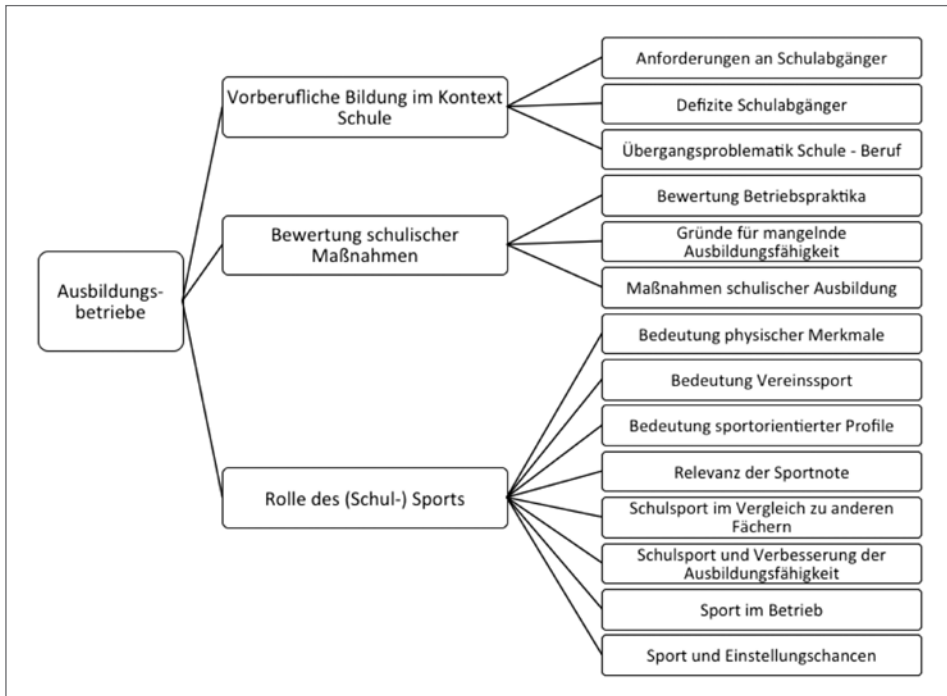 Ausbildungs-
betriebe
Vorberufliche Bildung im Kontext
Schule
Anforderungen an Schulabgänger
Defizite Schulabgänger
Übergangsproblematik Schule - Beruf
Bewertung schulischer
Maßnahmen
Bewertung Betriebspraktika
Gründe für mangelnde
Ausbildungsfähigkeit
Maßnahmen schulischer Ausbildung
Rolle des (Schul-) Sports
Bedeutung physischer Merkmale
Bedeutung Vereinssport
Bedeutung sportorientierter Profile
Relevanz der Sportnote
Schulsport im Vergleich zu anderen
Fächern
Schulsport und Verbesserung der
Ausbildungsfähigkeit
Sport im Betrieb
Sport und Einstellungschancen